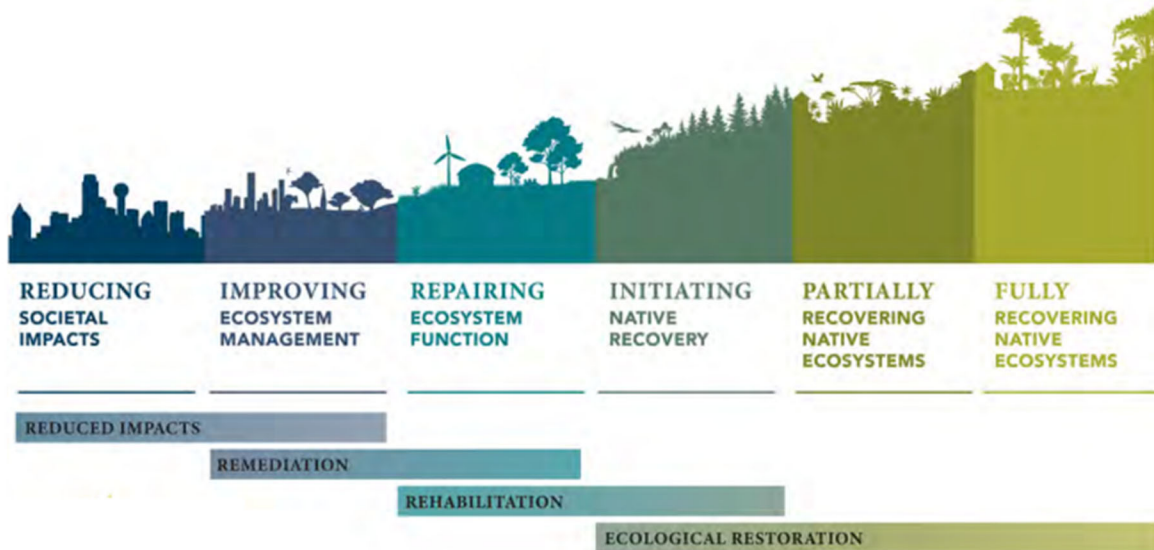 REDUCING
SOCIETAL
IMPACTS
IMPROVING
ECOSYSTEM
MANAGEMENT
REPAIRING
ECOSYSTEM
FUNCTION
INITIATING
NATIVE
RECOVERY
PARTIALLY
RECOVERING
NATIVE
ECOSYSTEMS
FULLY
RECOVERING
NATIVE
ECOSYSTEMS
REDUCED IMPACTS
REMEDIATION
REHABILITATION
ECOLOGICAL RESTORATION